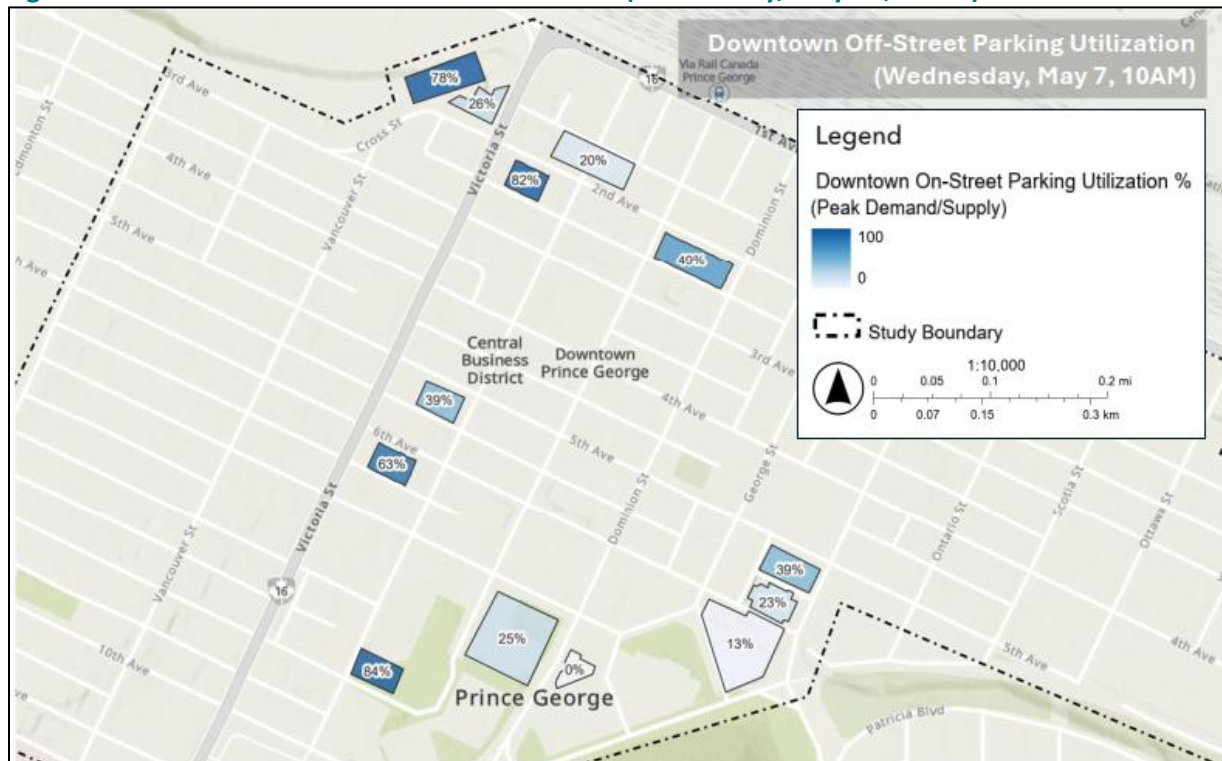 Downtown Off-Street Parking Utilization
(Wednesday, May 7, 10AM)
Via Rail Canada
Prince George
16
1st Av
Legend
Downtown On-Street Parking Utilization %
(Peak Demand/Supply)
100
0
Study Boundary
1:10,000
0 0.05 0.1 0.2 mi
0 0.07 0.15 0.3 km
3rd Ave
78%
26%
Cross St
Edmonton St
4th Ave
Victoria St
20%
82%
2nd Ave
Vancouver St
Dominion St
5th Ave
49%
h Ave
Central
Business
District
Downtown
Prince George
3rd Ave
39%
4th Ave
6th Ave
63%
5th Ave
George St
Dominion St
Victoria St
Scotia St
Ottawa St
Ontario St
Vancouver St
16
39%
23%
25%
13%
0%
84%
10th Ave
Prince George
5th Ave
4th Ave
Patricia Blvd